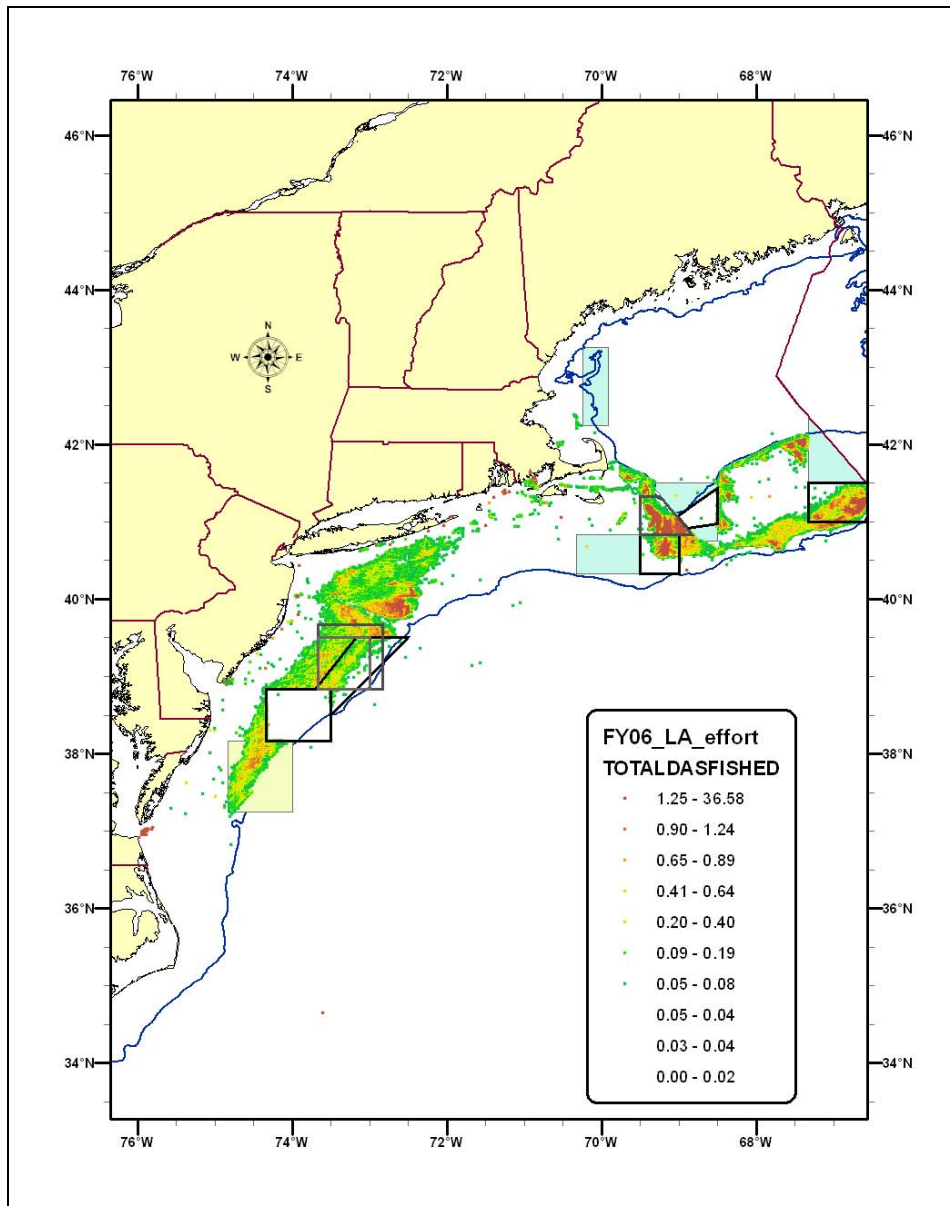 76°W 74°W 72°W 70°W 68°W
46°N 46°N
44°N 44°N
N
W E
S
42°N 42°N
40°N 40°N
38°N 38°N
FY06_LA_effort
TOTALDASFISHED
1.25 - 36.58
0.90 - 1.24
0.65 - 0.89
0.41 - 0.64
0.20 - 0.40
0.09 - 0.19
0.05 - 0.08
0.05 - 0.04
0.03 - 0.04
0.00 - 0.02
36°N 36°N
34°N 34°N
76°W 74°W 72°W 70°W 68°W